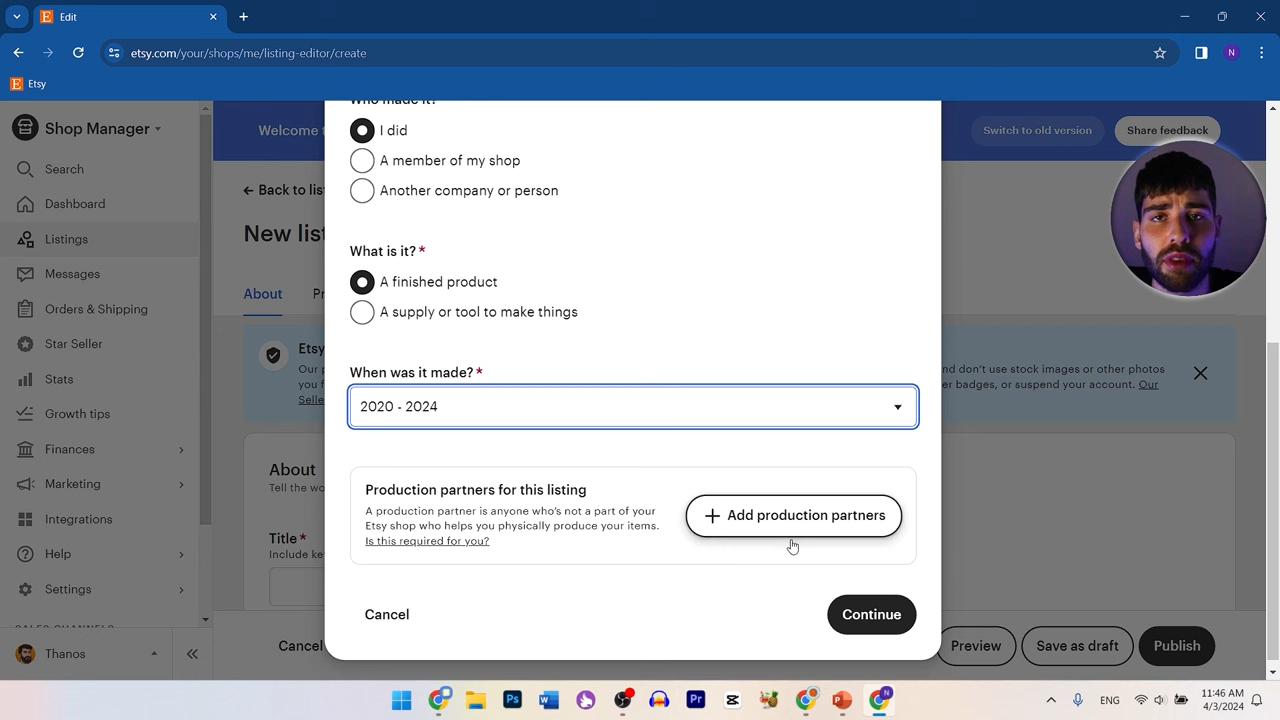 Edit
etsy.com/your/shops/me/listing-editor/create
N
Etsy
Shop Manager
Search
Dashboard
Listings
Messages
Orders & Shipping
Star Seller
Stats
Growth tips
Finances
Marketing
Integrations
Help
Settings
SALES CHANNELS
Thanos
Welcome t
Switch to old version
Share feedback
Back to list
New list
About
Pr
Etsy
Our p
you f
Selle
nd don't use stock images or other photos
er badges, or suspend your account. Our
About
Tell the wo
Title *
Include key
Who made it?
I did
A member of my shop
Another company or person
What is it? *
A finished product
A supply or tool to make things
When was it made? *
2020 - 2024
Production partners for this listing
A production partner is anyone who's not a part of your
Etsy shop who helps you physically produce your items.
Is this required for you?
+ Add production partners
Cancel
Continue
Cancel
Preview
Save as draft
Publish
Ps
Pr
N
ENG
11:46 AM
4/3/2024